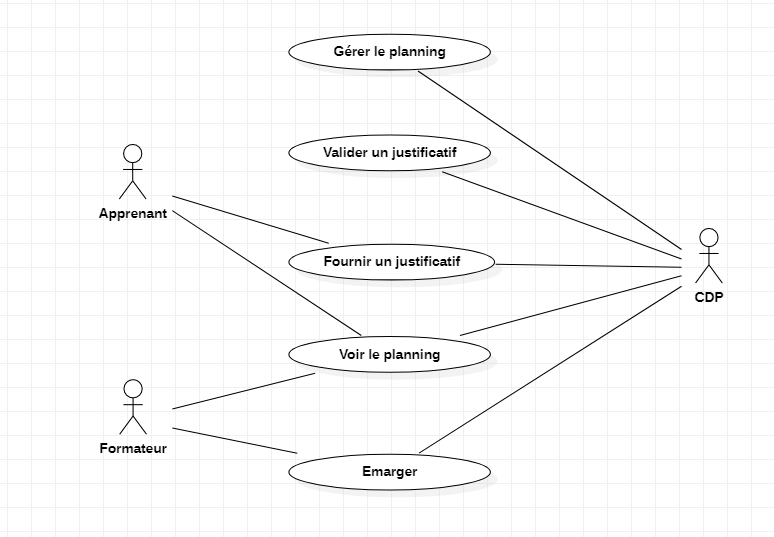 Gérer le planning
Valider un justificatif
Apprenant
Fournir un justificatif
CDP
Voir le planning
Formateur
Emarger